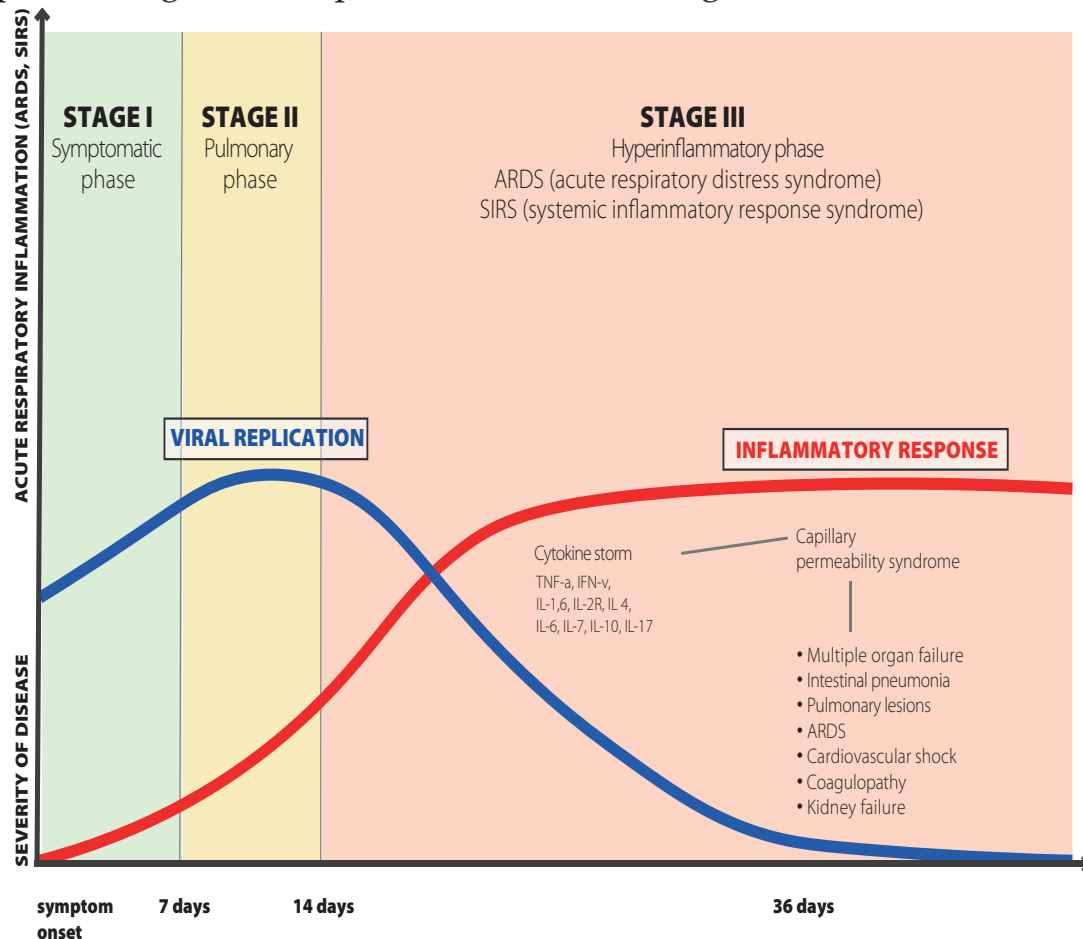 ACUTE RESPIRATORY INFLAMMATION (ARDS, SIRS)
SEVERITY OF DISEASE
STAGE I
Symptomatic
phase
STAGE II
Pulmonary
phase
STAGE III
Hyperinflammatory phase
ARDS (acute respiratory distress syndrome)
SIRS (systemic inflammatory response syndrome)
VIRAL REPLICATION
INFLAMMATORY RESPONSE
Cytokine storm
TNF-a, IFN-v,
IL-1,6, IL-2R, IL 4,
IL-6, IL-7, IL-10, IL-17
Capillary
permeability syndrome
• Multiple organ failure
• Intestinal pneumonia
• Pulmonary lesions
• ARDS
• Cardiovascular shock
• Coagulopathy
• Kidney failure
symptom
onset
7 days
14 days
36 days